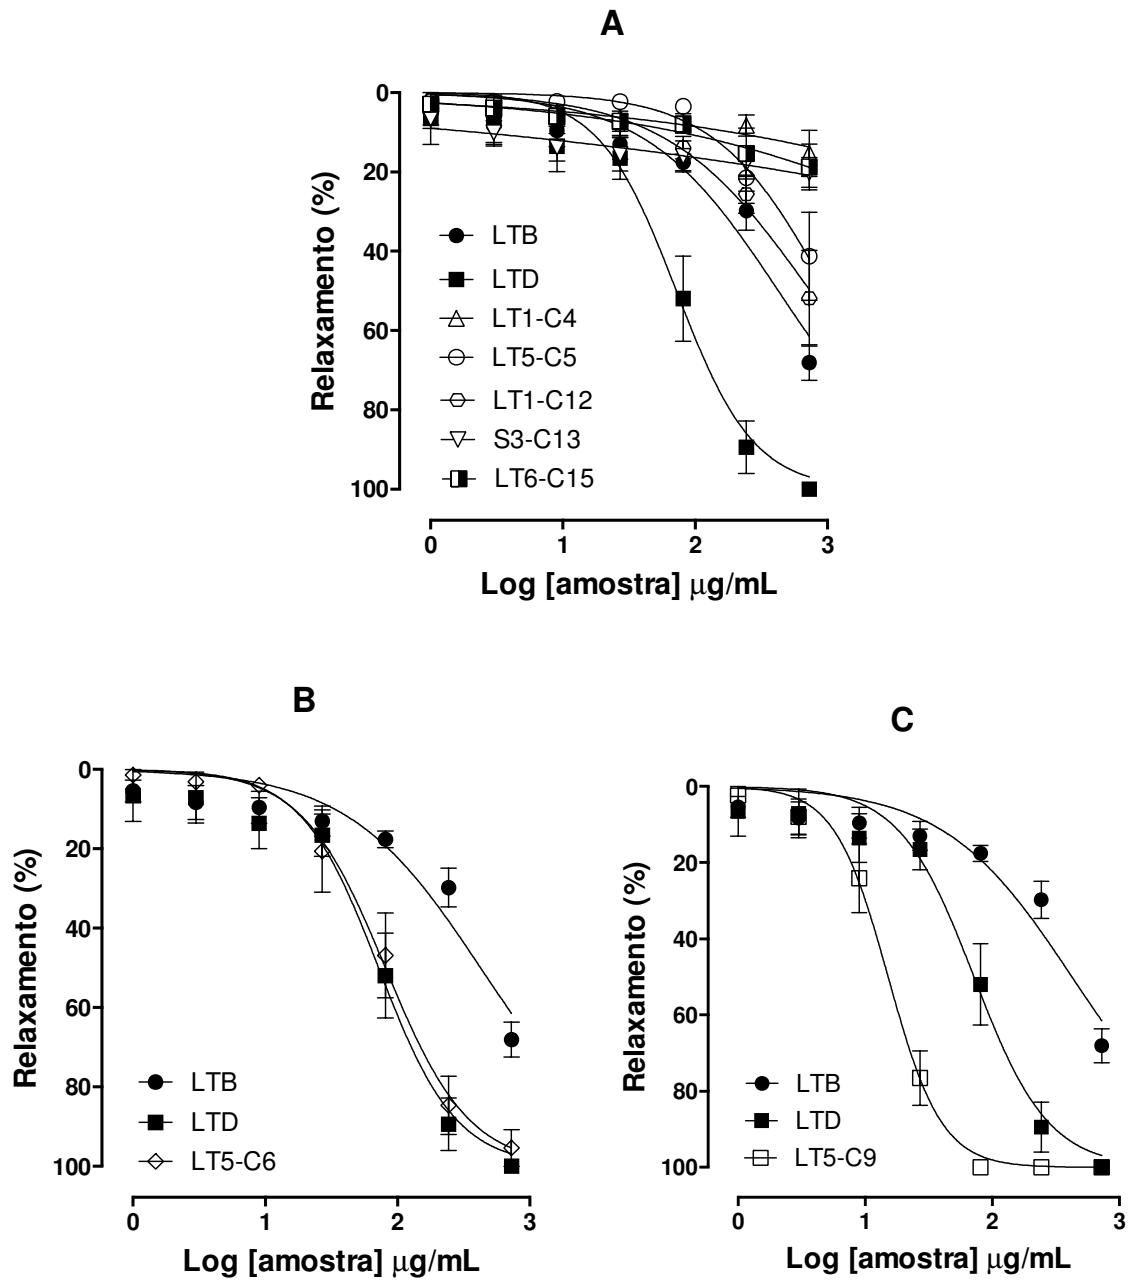 A
0
20
40
60
80
100
Relaxamento (%)
LTB
LTD
LT1-C4
LT5-C5
LT1-C12
S3-C13
LT6-C15
0 1 2 3
Log [amostra] µg/mL
B
0
20
40
60
80
100
Relaxamento (%)
LTB
LTD
LT5-C6
0 1 2 3
Log [amostra] µg/mL
C
0
20
40
60
80
100
Relaxamento (%)
LTB
LTD
LT5-C9
0 1 2 3
Log [amostra] µg/mL